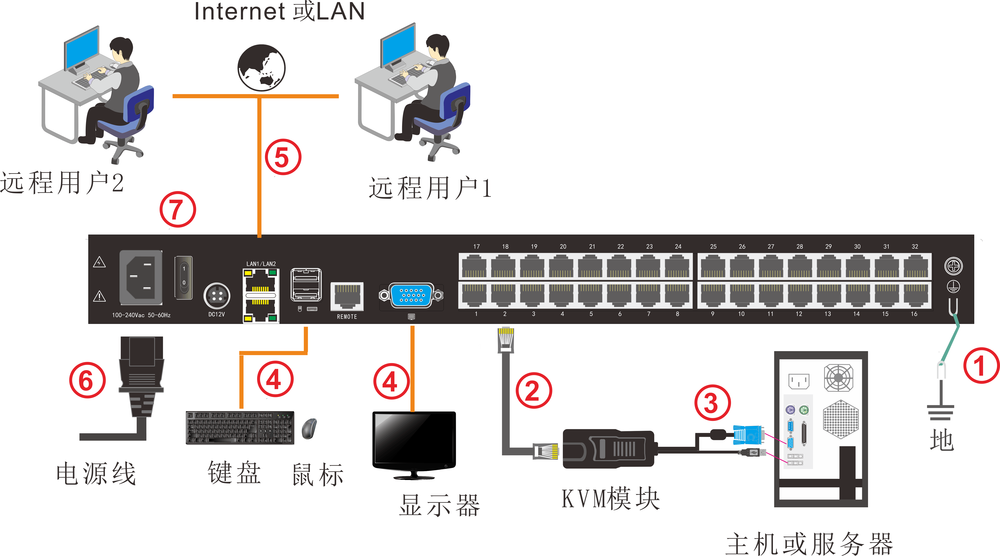 Internet 或LAN
远程用户2
远程用户1
⑤
⑦
17 18 19 20 21 22 23 24 25 26 27 28 29 30 31 32
LAN1/LAN2
1
0
100-240Vac 50-60Hz
DC12V
REMOTE
1 2 3 4 5 6 7 8 9 10 11 12 13 14 15 16
⑥
④
④
②
③
①
地
电源线
键盘
鼠标
显示器
KVM模块
主机或服务器